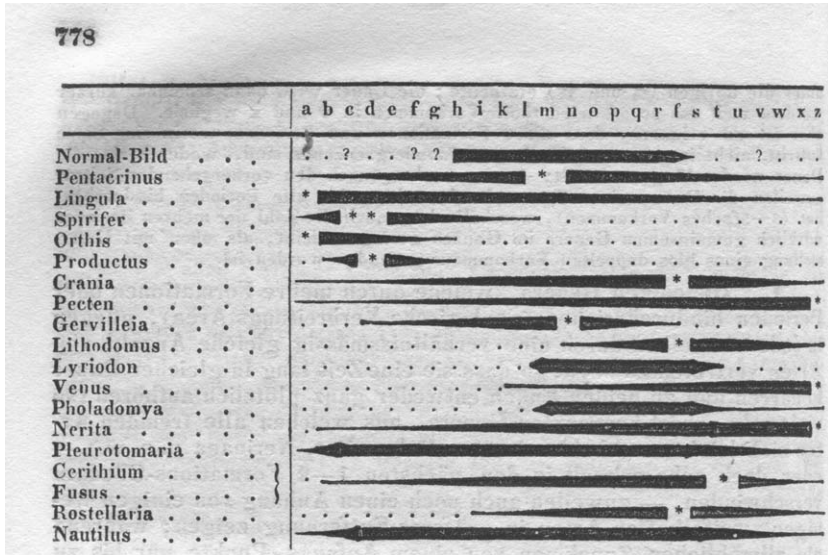 778
a b c d e f g h i k l m n o p q r f s t u v w x z
Normal-Bild . . . ? ? ? ?
Pentacrinus . . . *
Lingula . . . . *
Spirifer . . . . * *
Orthis . . . . *
Productus . . . . *
Crania . . . . *
Pecten . . . . *
Gervilleia . . . *
Lithodomus . . . *
Lyriodon . . . .
Venus . . . . *
Pholadomya . . .
Nerita . . . . *
Pleurotomaria . .
Cerithium . . }
Fusus . . . } *
Rostellaria . . . *
Nautilus . . . .